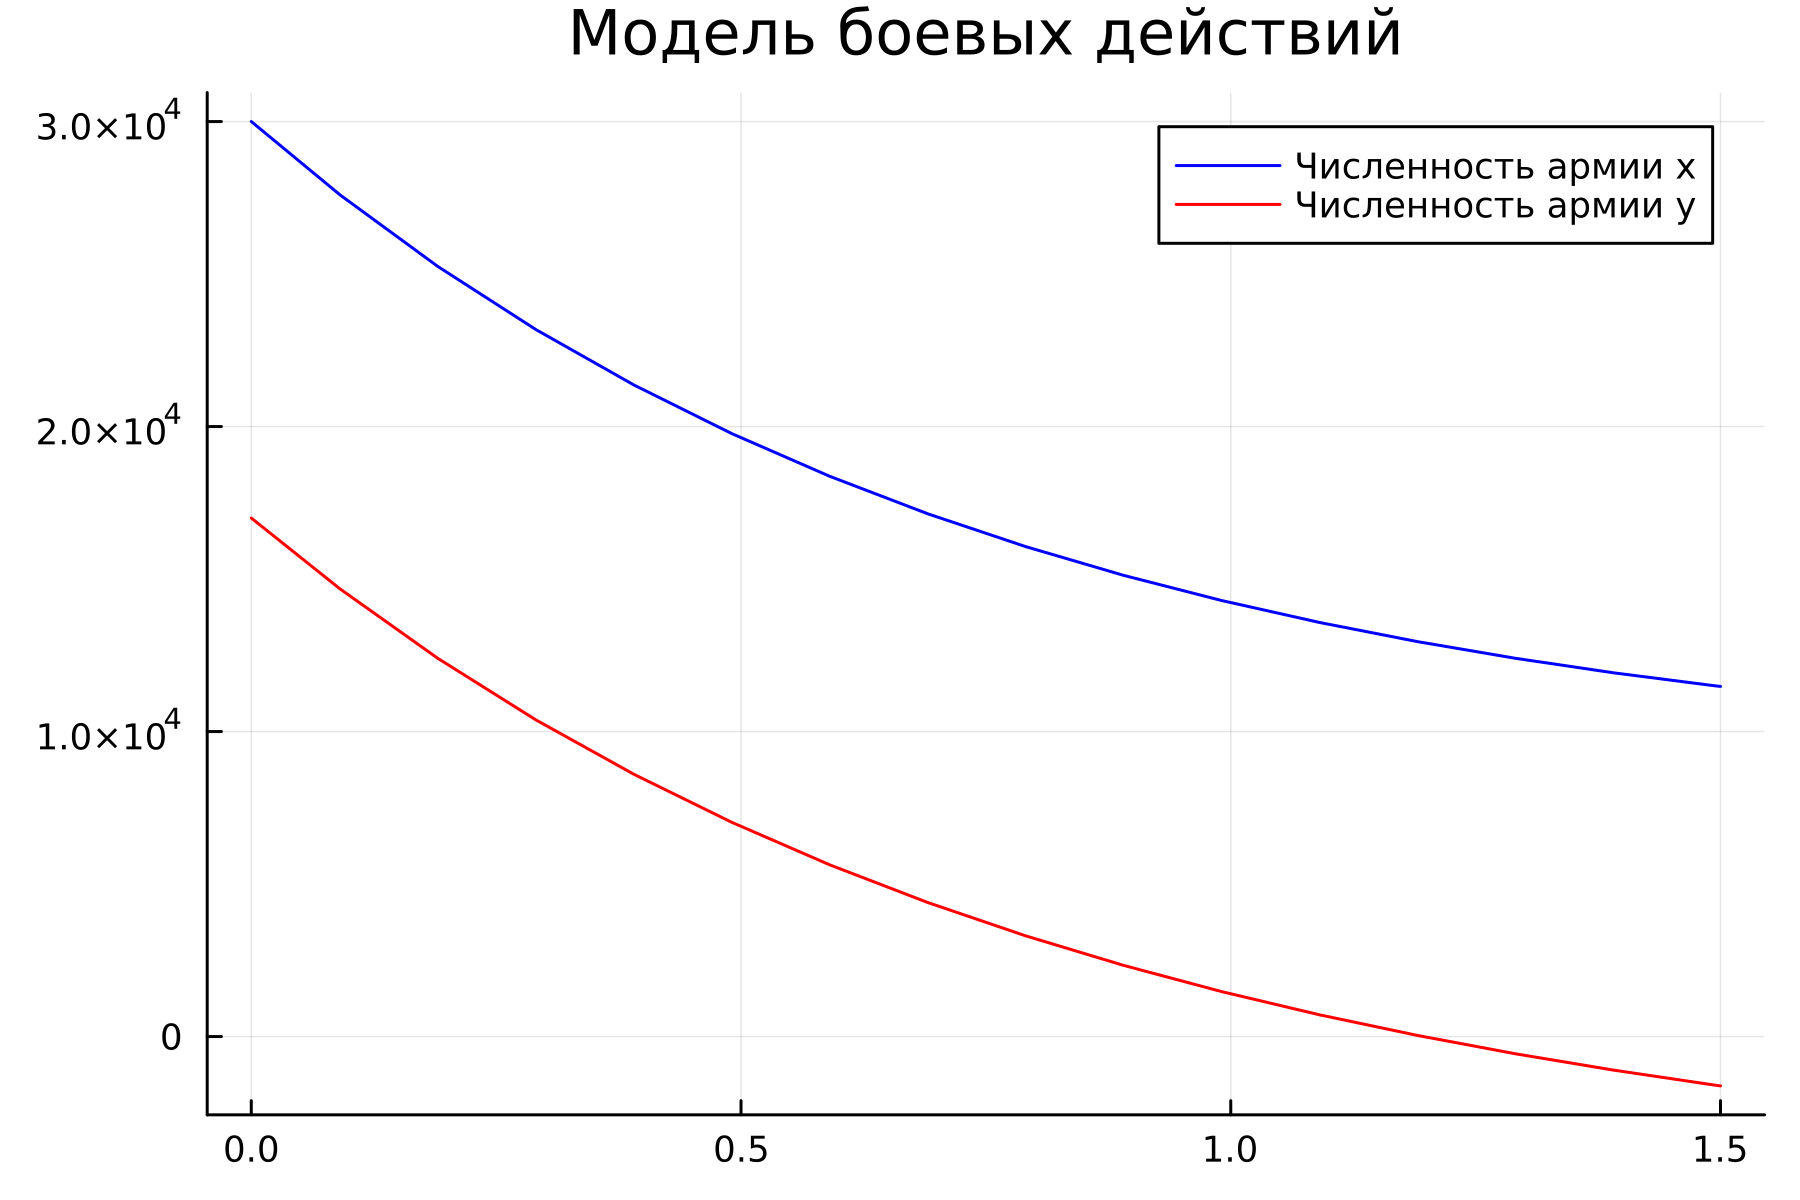 Модель боевых действий
3.0×10⁴
2.0×10⁴
1.0×10⁴
0
Численность армии x
Численность армии y
0.0 0.5 1.0 1.5